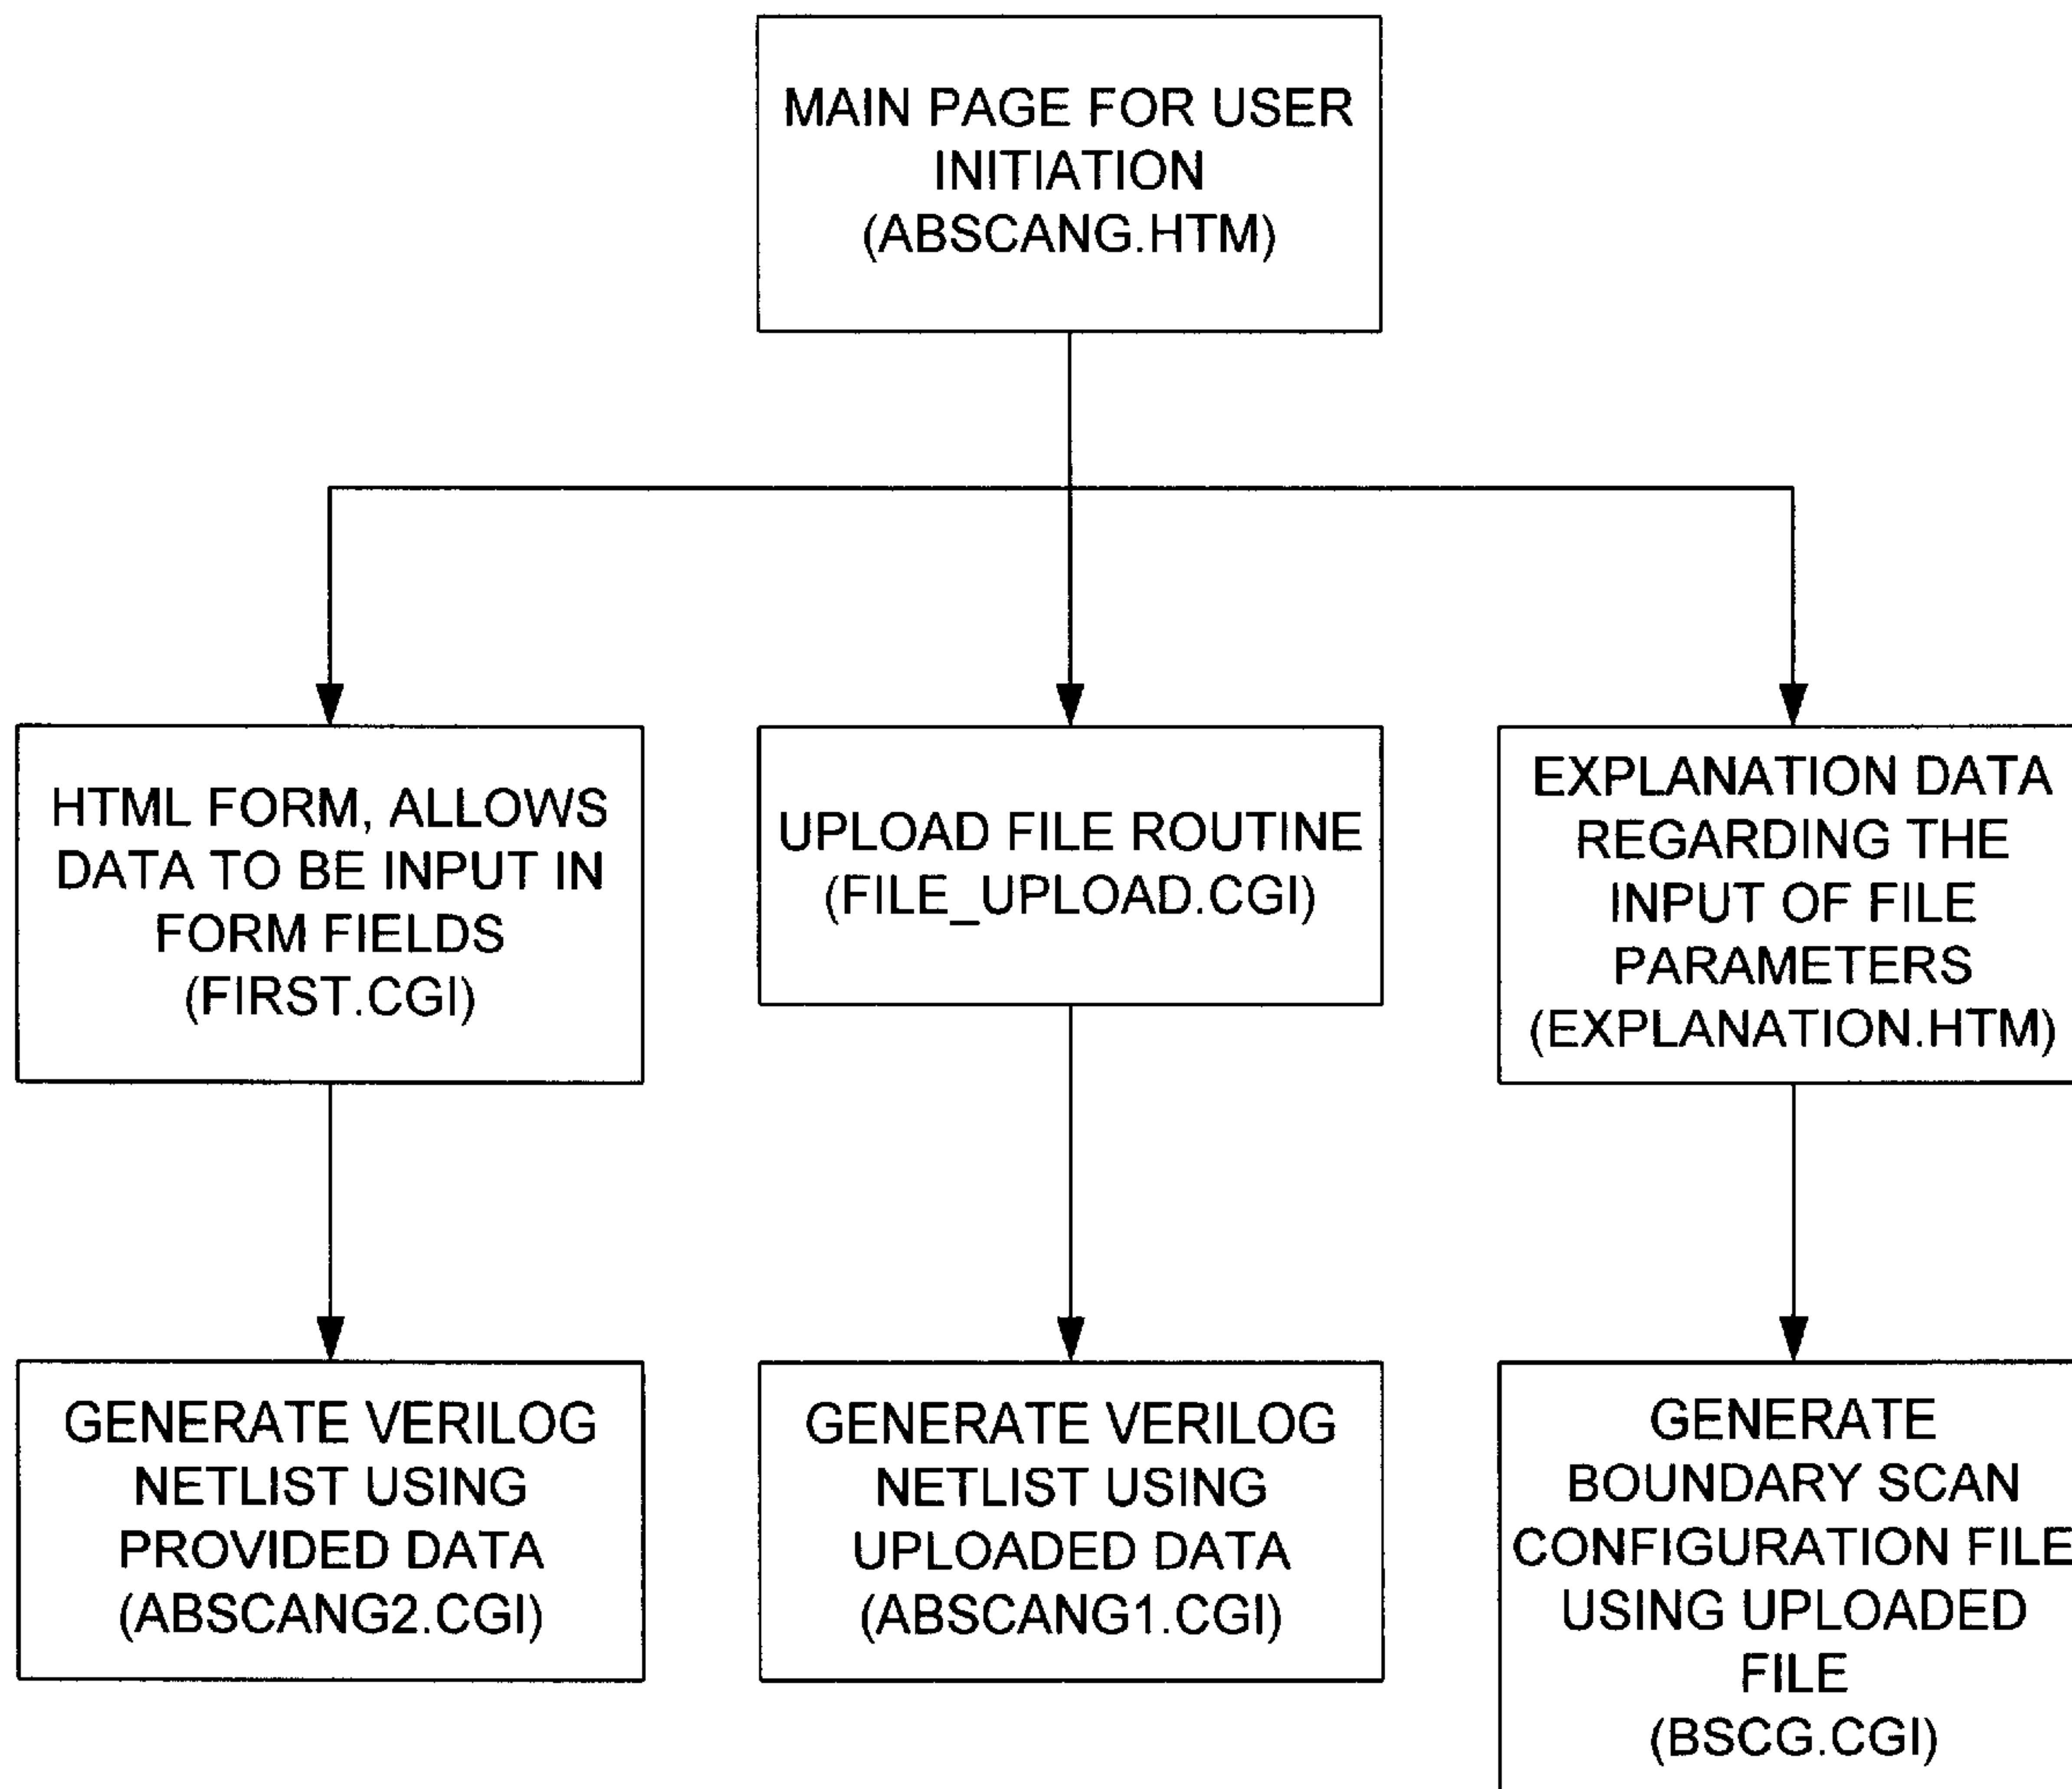 MAIN PAGE FOR USER
INITIATION
(ABSCANG.HTM)
HTML FORM, ALLOWS
DATA TO BE INPUT IN
FORM FIELDS
(FIRST.CGI)
UPLOAD FILE ROUTINE
(FILE_UPLOAD.CGI)
EXPLANATION DATA
REGARDING THE
INPUT OF FILE
PARAMETERS
(EXPLANATION.HTM)
GENERATE VERILOG
NETLIST USING
PROVIDED DATA
(ABSCANG2.CGI)
GENERATE VERILOG
NETLIST USING
UPLOADED DATA
(ABSCANG1.CGI)
GENERATE
BOUNDARY SCAN
CONFIGURATION FILE
USING UPLOADED
FILE
(BSCG.CGI)